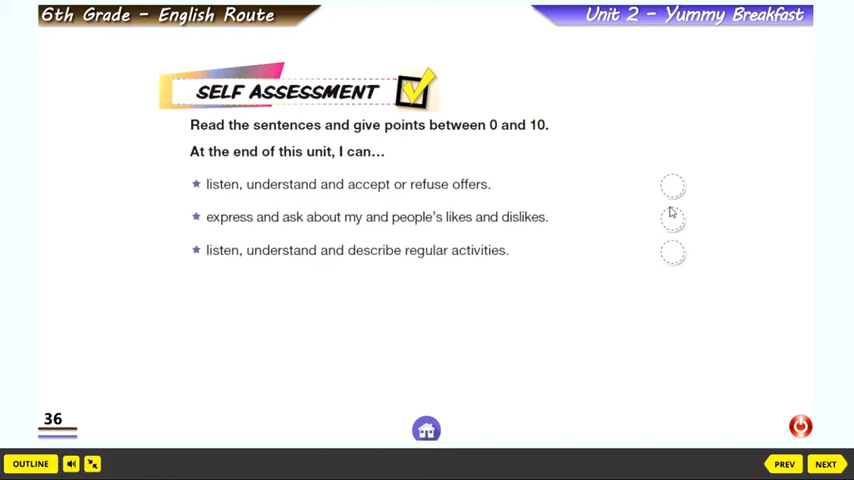 6th Grade - English Route
Unit 2 - Yummy Breakfast
SELF ASSESSMENT
Read the sentences and give points between 0 and 10.
At the end of this unit, I can…
listen, understand and accept or refuse offers.
express and ask about my and people's likes and dislikes.
listen, understand and describe regular activities.
36
OUTLINE
PREV
NEXT